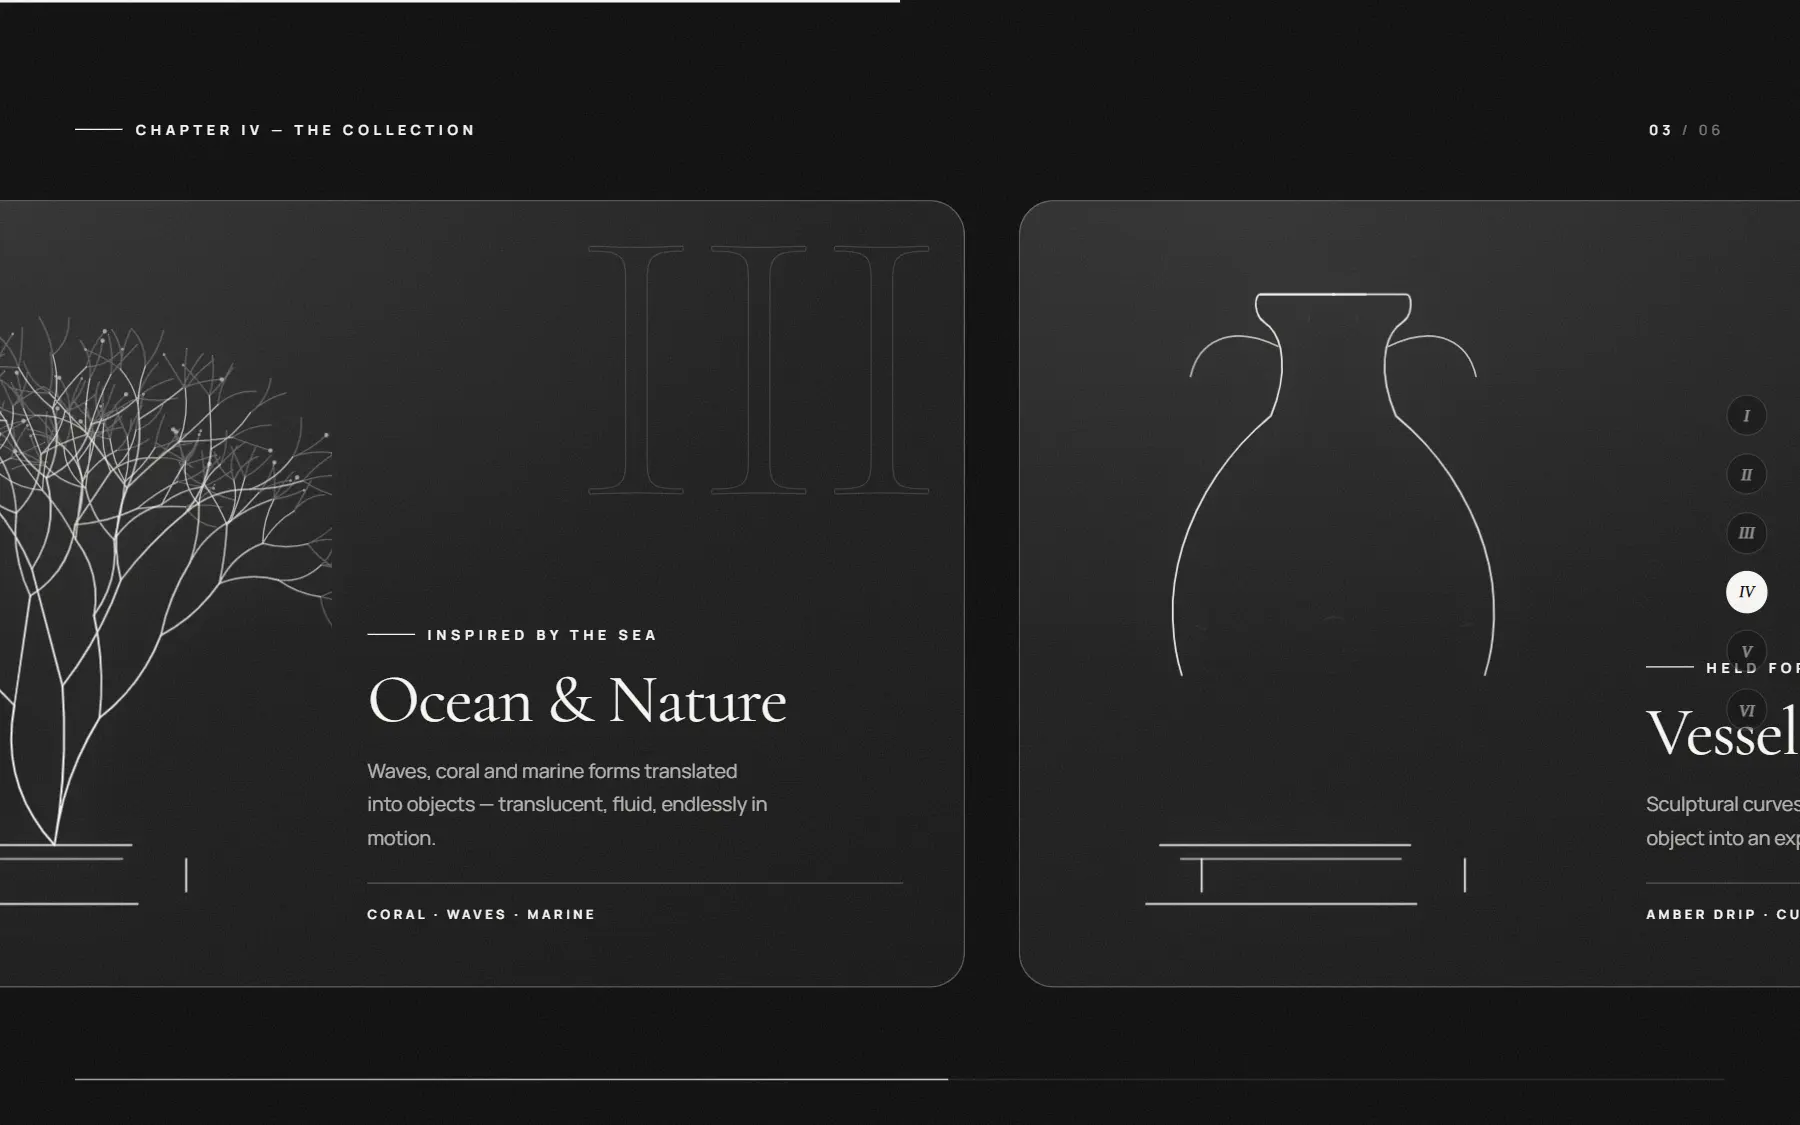 CHAPTER IV — THE COLLECTION
03 / 06
III
INSPIRED BY THE SEA
Ocean & Nature
Waves, coral and marine forms translated
into objects — translucent, fluid, endlessly in
motion.
CORAL · WAVES · MARINE
I
II
III
IV
V
VI
HELD FOR
Vessel
Sculptural curves
object into an
AMBER DRIP ·